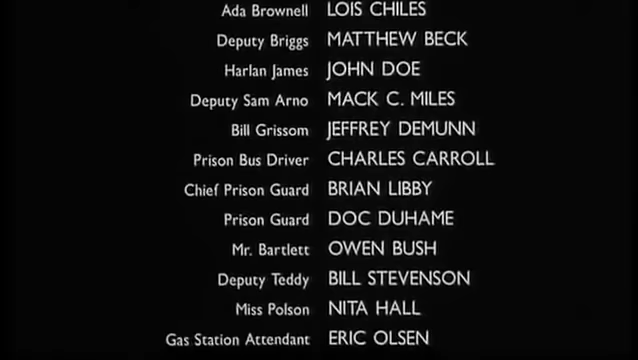 Ada Brownell LOIS CHILES
Deputy Briggs MATTHEW BECK
Harlan James JOHN DOE
Deputy Sam Arno MACK C. MILES
Bill Grissom JEFFREY DEMUNN
Prison Bus Driver CHARLES CARROLL
Chief Prison Guard BRIAN LIBBY
Prison Guard DOC DUHAME
Mr. Bartlett OWEN BUSH
Deputy Teddy BILL STEVENSON
Miss Polson NITA HALL
Gas Station Attendant ERIC OLSEN